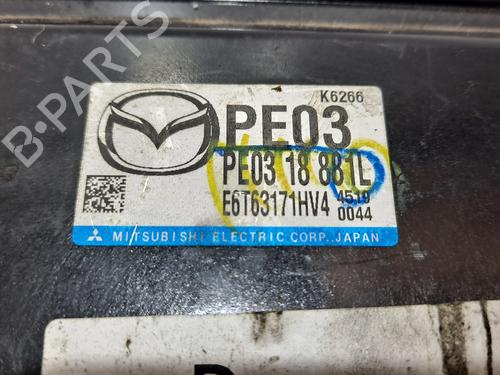 B-PARTS
K6266
PE03
PE03 18 881L
E6T63171HV4 4519
0044
MITSUBISHI ELECTRIC CORP., JAPAN